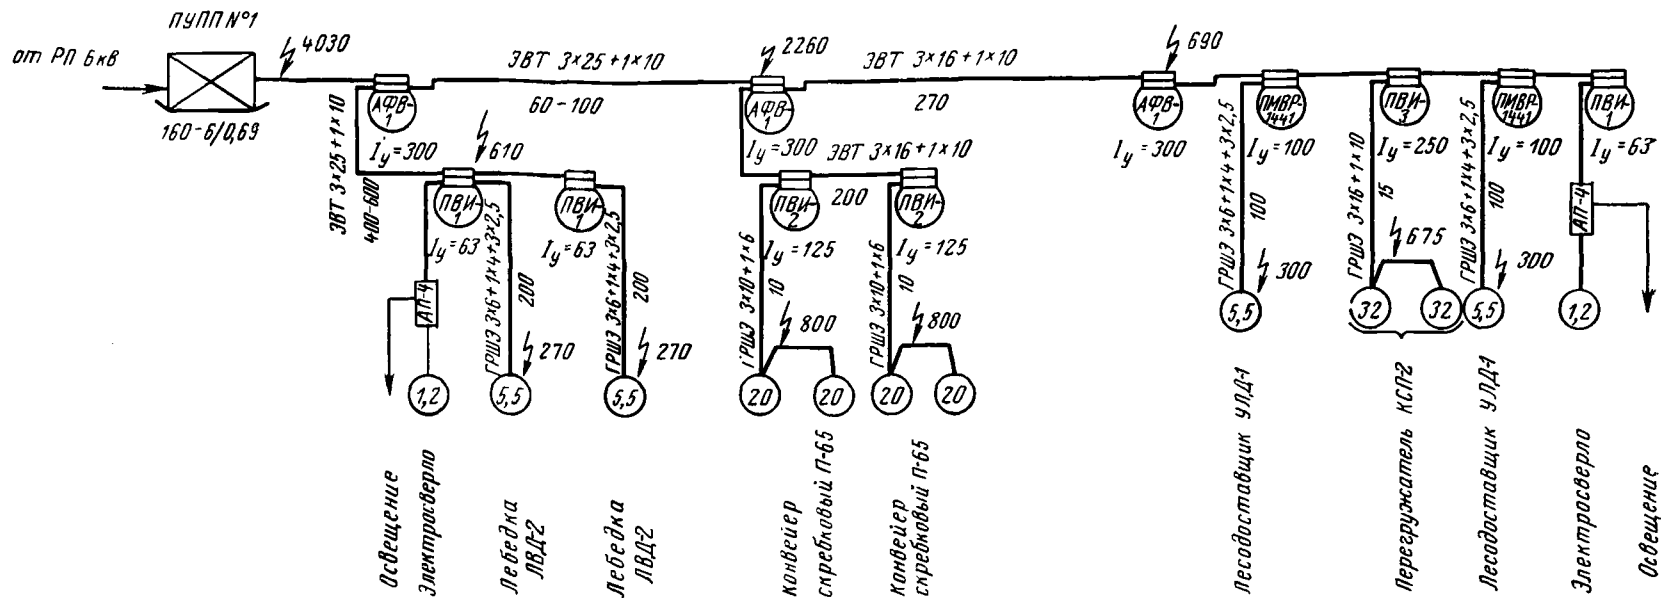 ПУПП №1
от РП 6кв
160-6/0,69
4030
АФВ-1
Iу=300
ЭВТ 3×25+1×10
60-100
2260
АФВ-1
Iу=300
ЭВТ 3×16+1×10
270
690
АФВ-1
Iу=300
ПМВР-1441
Iу=100
ПВИ-3
Iу=250
ПМВР-1441
Iу=100
ПВИ-1
Iу=63
ЭВТ 3×25+1×10
400-600
610
ПВИ-1
Iу=63
ПВИ-1
Iу=63
АП-4
ГРШЭ 3×6+1×4+3×2,5
200
ГРШЭ 3×6+1×4+3×2,5
200
270
270
1,2
5,5
5,5
ЭВТ 3×16+1×10
200
ПВИ-2
Iу=125
ПВИ-2
Iу=125
ГРШЭ 3×10+1×6
10
ГРШЭ 3×10+1×6
10
800
800
20
20
20
20
ГРШЭ 3×6+1×4+3×2,5
100
300
5,5
ГРШЭ 3×16+1×10
15
675
32
32
ГРШЭ 3×6+1×4+3×2,5
100
300
5,5
АП-4
1,2
Освещение
Электросверло
Лебедка
ЛВД-2
Лебедка
ЛВД-2
конвейер
скребковый П-65
конвейер
скребковый П-65
Лесодоставщик УЛД-1
Перегружатель КСП-2
Лесодоставщик УЛД-1
Электросверло
Освещение